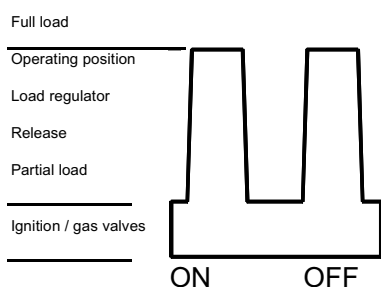 Full load
Operating position
Load regulator
Release
Partial load
Ignition / gas valves
ON OFF